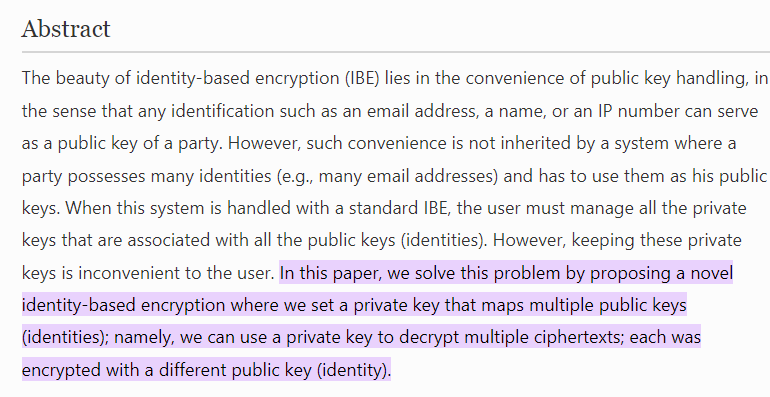 Abstract
The beauty of identity-based encryption (IBE) lies in the convenience of public key handling, in
the sense that any identification such as an email address, a name, or an IP number can serve
as a public key of a party. However, such convenience is not inherited by a system where a
party possesses many identities (e.g., many email addresses) and has to use them as his public
keys. When this system is handled with a standard IBE, the user must manage all the private
keys that are associated with all the public keys (identities). However, keeping these private
keys is inconvenient to the user. In this paper, we solve this problem by proposing a novel
identity-based encryption where we set a private key that maps multiple public keys
(identities); namely, we can use a private key to decrypt multiple ciphertexts; each was
encrypted with a different public key (identity).